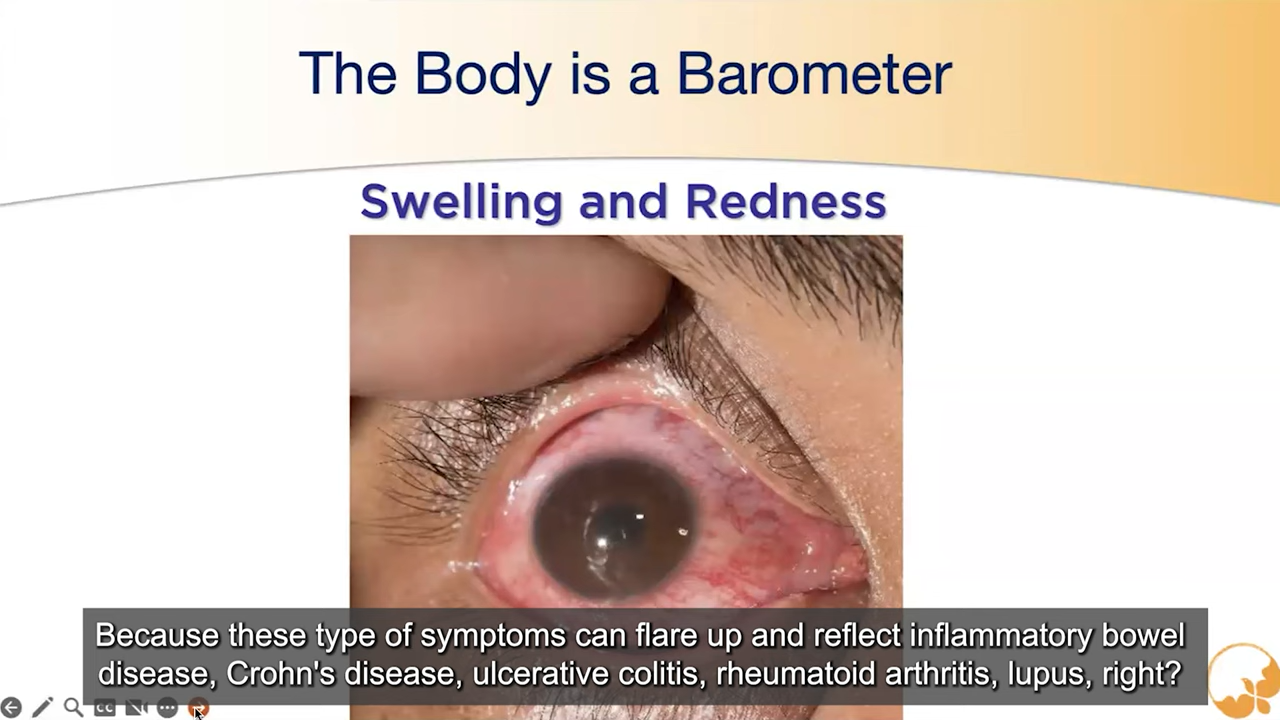 The Body is a Barometer
Swelling and Redness
Because these type of symptoms can flare up and reflect inflammatory bowel
disease, Crohn's disease, ulcerative colitis, rheumatoid arthritis, lupus, right?
CC